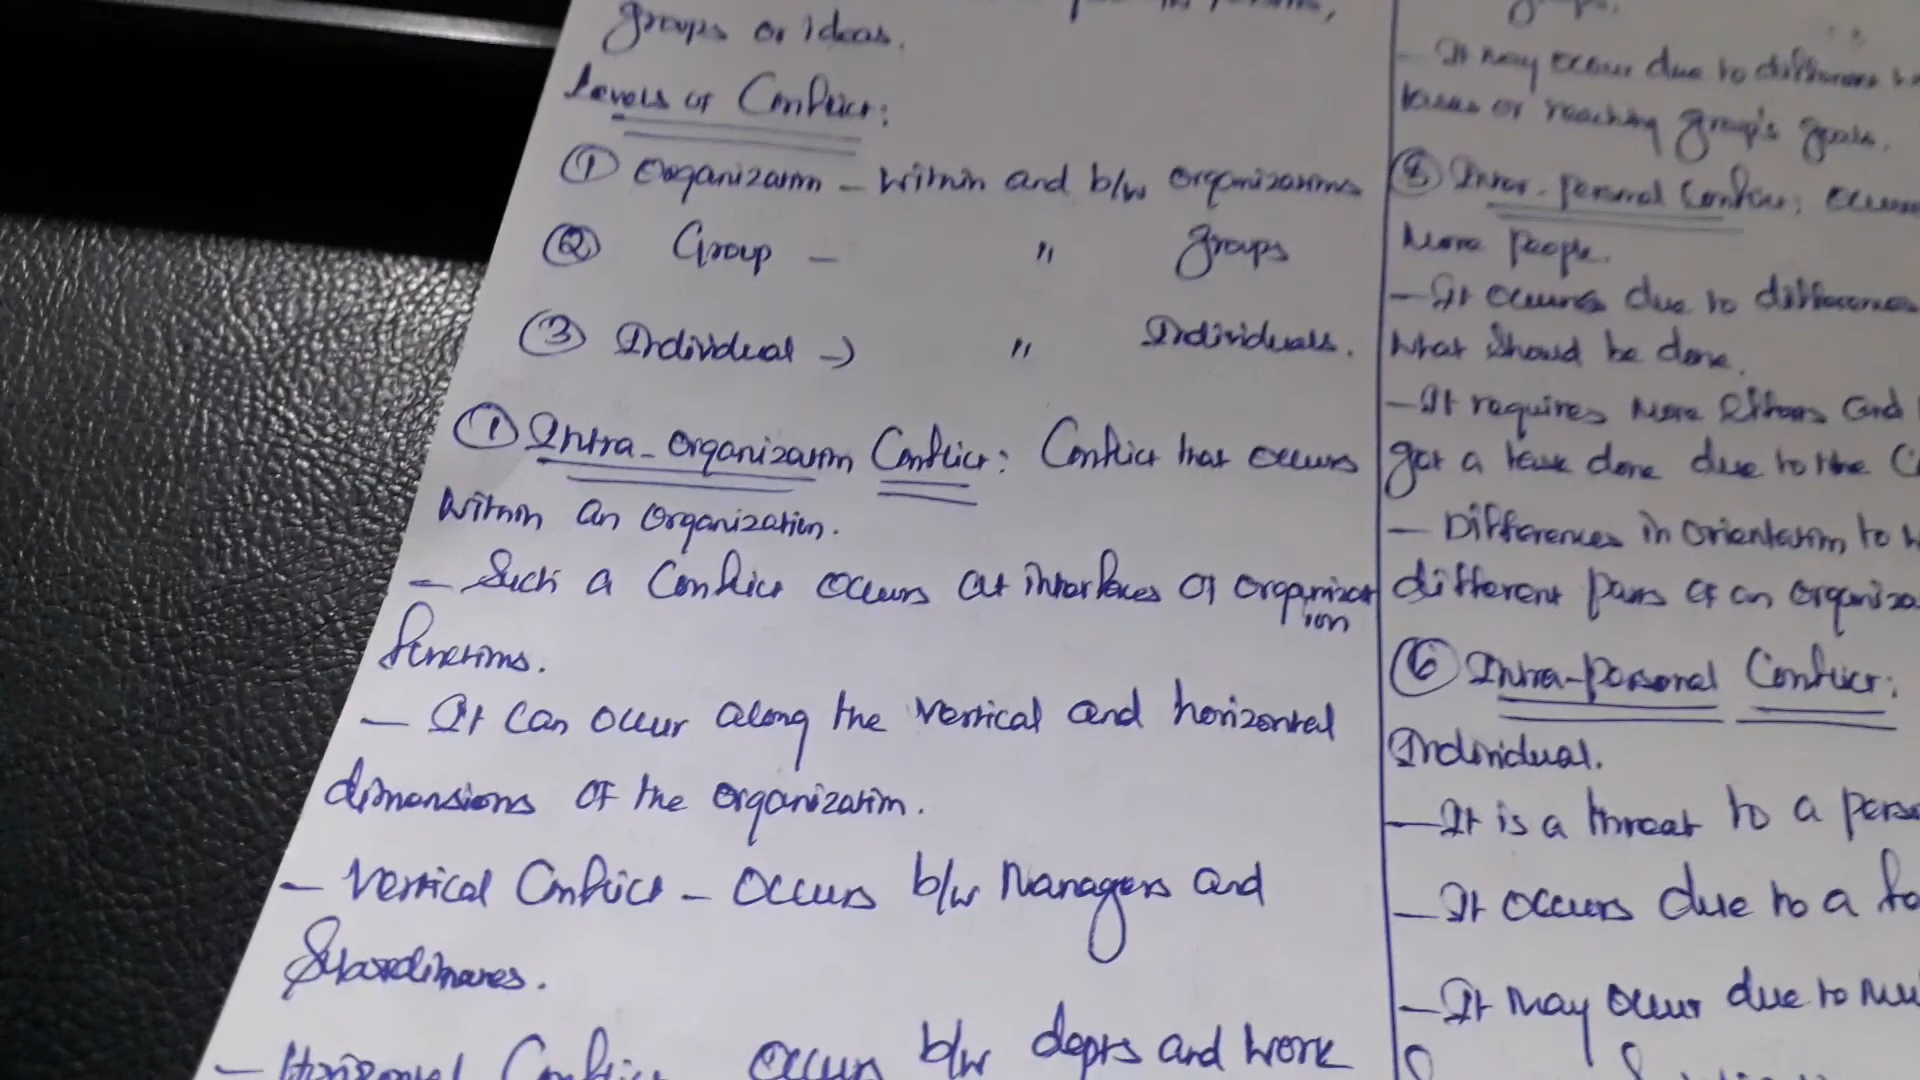 groups or ideas.
Levels of Conflict:
① Organization – Within and b/w organizations
② Group – " groups
③ Individual → " Individuals.
① Intra-organization Conflict: Conflict that occurs
within an organization.
– Such a Conflict occurs at interfaces of organization
functions.
– It can occur along the vertical and horizontal
dimensions of the organization.
– Vertical Conflict – occurs b/w Managers and
Subordinates.
– Horizontal Conflict occurs b/w depts and work
– It may occur due to differences
or reaching group's goals.
⑤ Inter-personal Conflict:
More people.
– It occurs due to differences
what should be done.
– It requires more efforts and
get a task done due to the
– Differences in orientation to
different parts of an
⑥ Intra-personal Conflict:
Individual.
– It is a threat to a
– It occurs due to a
– It may occur due to